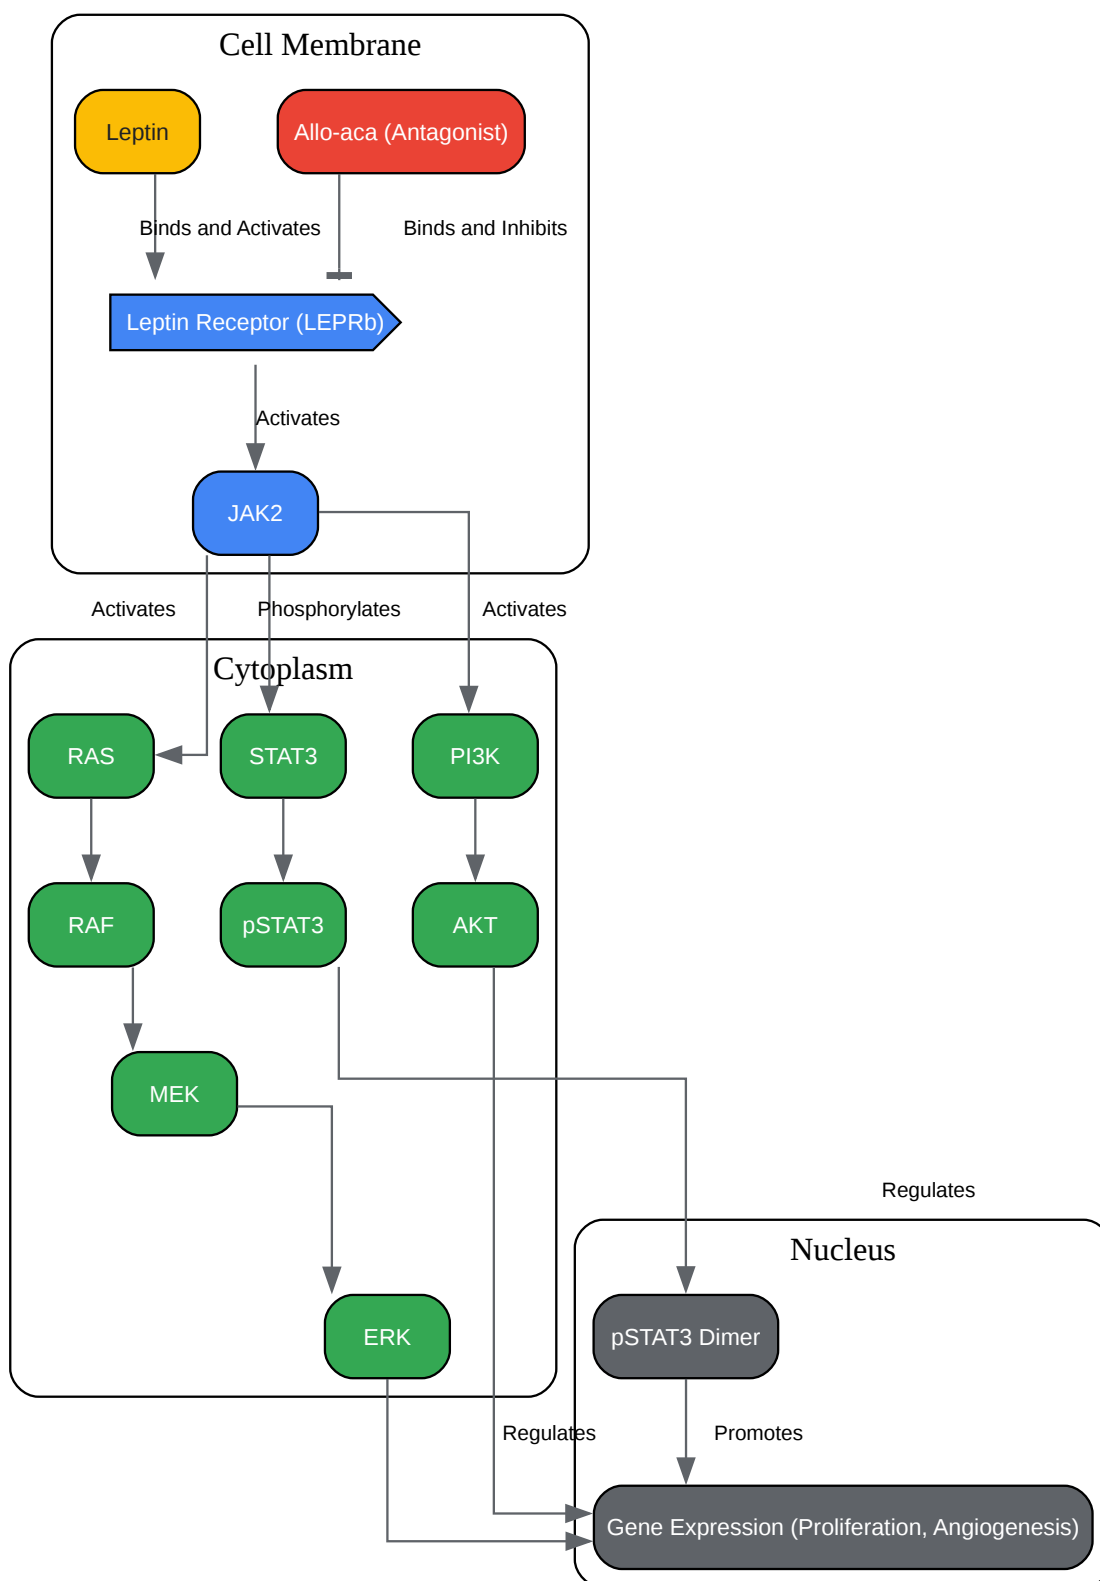 Cell Membrane
Leptin
Allo-aca (Antagonist)
Binds and Activates
Binds and Inhibits
Leptin Receptor (LEPRb)
Activates
JAK2
Activates
Phosphorylates
Activates
Cytoplasm
RAS
STAT3
PI3K
RAF
pSTAT3
AKT
MEK
Regulates
Nucleus
ERK
pSTAT3 Dimer
Regulates
Promotes
Gene Expression (Proliferation, Angiogenesis)